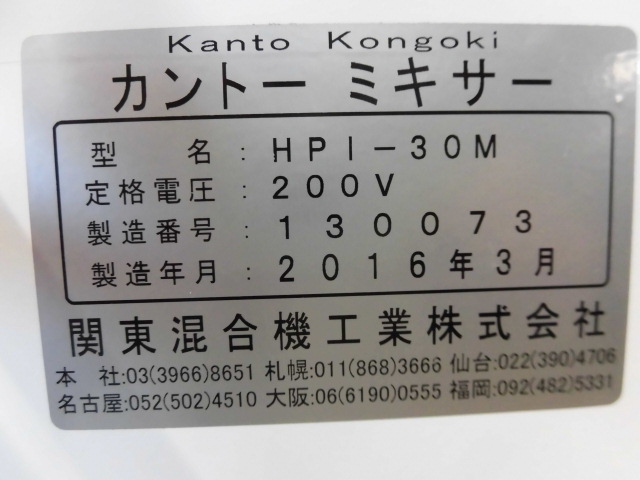 Kanto Kongoki
カントー ミキサー
型名:HPI-30M
定格電圧:200V
製造番号:130073
製造年月:2016年3月
関東混合機工業株式会社
本社:03(3966)8651 札幌:011(868)3666 仙台:022(390)4706
名古屋:052(502)4510 大阪:06(6190)0555 福岡:092(482)5331